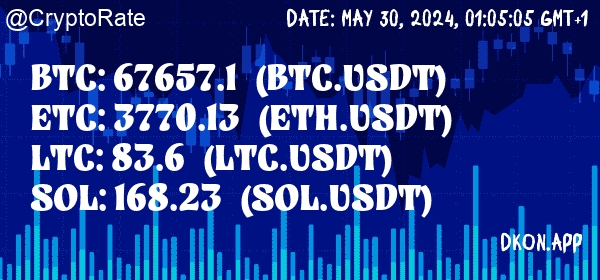 @CryptoRate
DATE: MAY 30, 2024, 01:05:05 GMT+1
BTC: 67657.1 (BTC.USDT)
ETC: 3770.13 (ETH.USDT)
LTC: 83.6 (LTC.USDT)
SOL: 168.23 (SOL.USDT)
DKON.APP